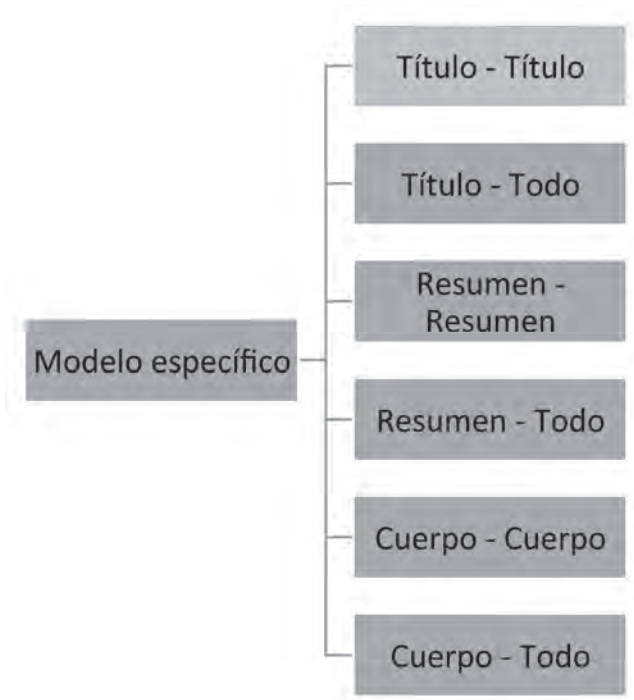 Título - Título
Título - Todo
Resumen -
Resumen
Modelo específico
Resumen - Todo
Cuerpo - Cuerpo
Cuerpo - Todo